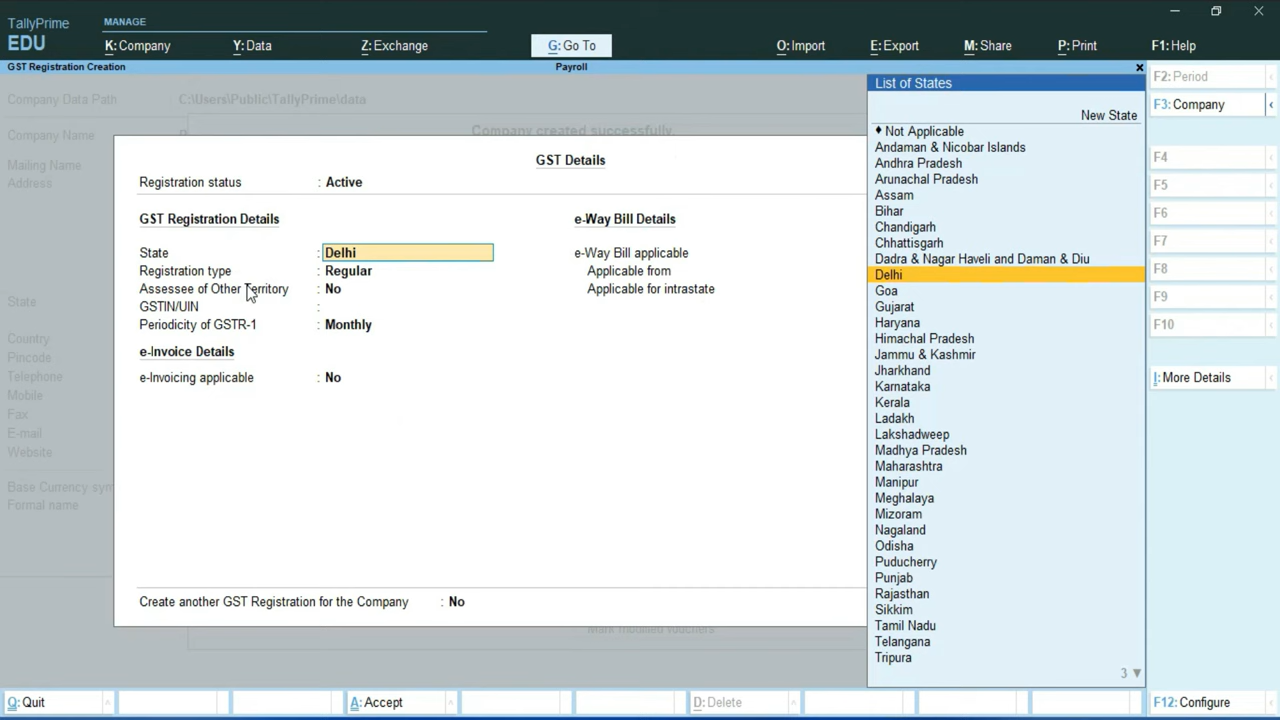 TallyPrime
EDU
MANAGE
K: Company
Y: Data
Z: Exchange
G: Go To
O: Import
E: Export
M: Share
P: Print
F1: Help
GST Registration Creation
Payroll
Company Data Path
C:\Users\Public\TallyPrime\data
Company created successfully.
Company Name
Mailing Name
Address
State
Country
Pincode
Telephone
Mobile
Fax
E-mail
Website
Base Currency sym
Formal name
GST Details
Registration status : Active
GST Registration Details
State : Delhi
Registration type : Regular
Assessee of Other Territory : No
GSTIN/UIN :
Periodicity of GSTR-1 : Monthly
e-Invoice Details
e-Invoicing applicable : No
e-Way Bill Details
e-Way Bill applicable
Applicable from
Applicable for intrastate
Create another GST Registration for the Company : No
Mark modified vouchers
List of States
New State
♦ Not Applicable
Andaman & Nicobar Islands
Andhra Pradesh
Arunachal Pradesh
Assam
Bihar
Chandigarh
Chhattisgarh
Dadra & Nagar Haveli and Daman & Diu
Delhi
Goa
Gujarat
Haryana
Himachal Pradesh
Jammu & Kashmir
Jharkhand
Karnataka
Kerala
Ladakh
Lakshadweep
Madhya Pradesh
Maharashtra
Manipur
Meghalaya
Mizoram
Nagaland
Odisha
Puducherry
Punjab
Rajasthan
Sikkim
Tamil Nadu
Telangana
Tripura
3 ▼
F2: Period
F3: Company
F4
F5
F6
F7
F8
F9
F10
I: More Details
Q: Quit
A: Accept
D: Delete
F12: Configure